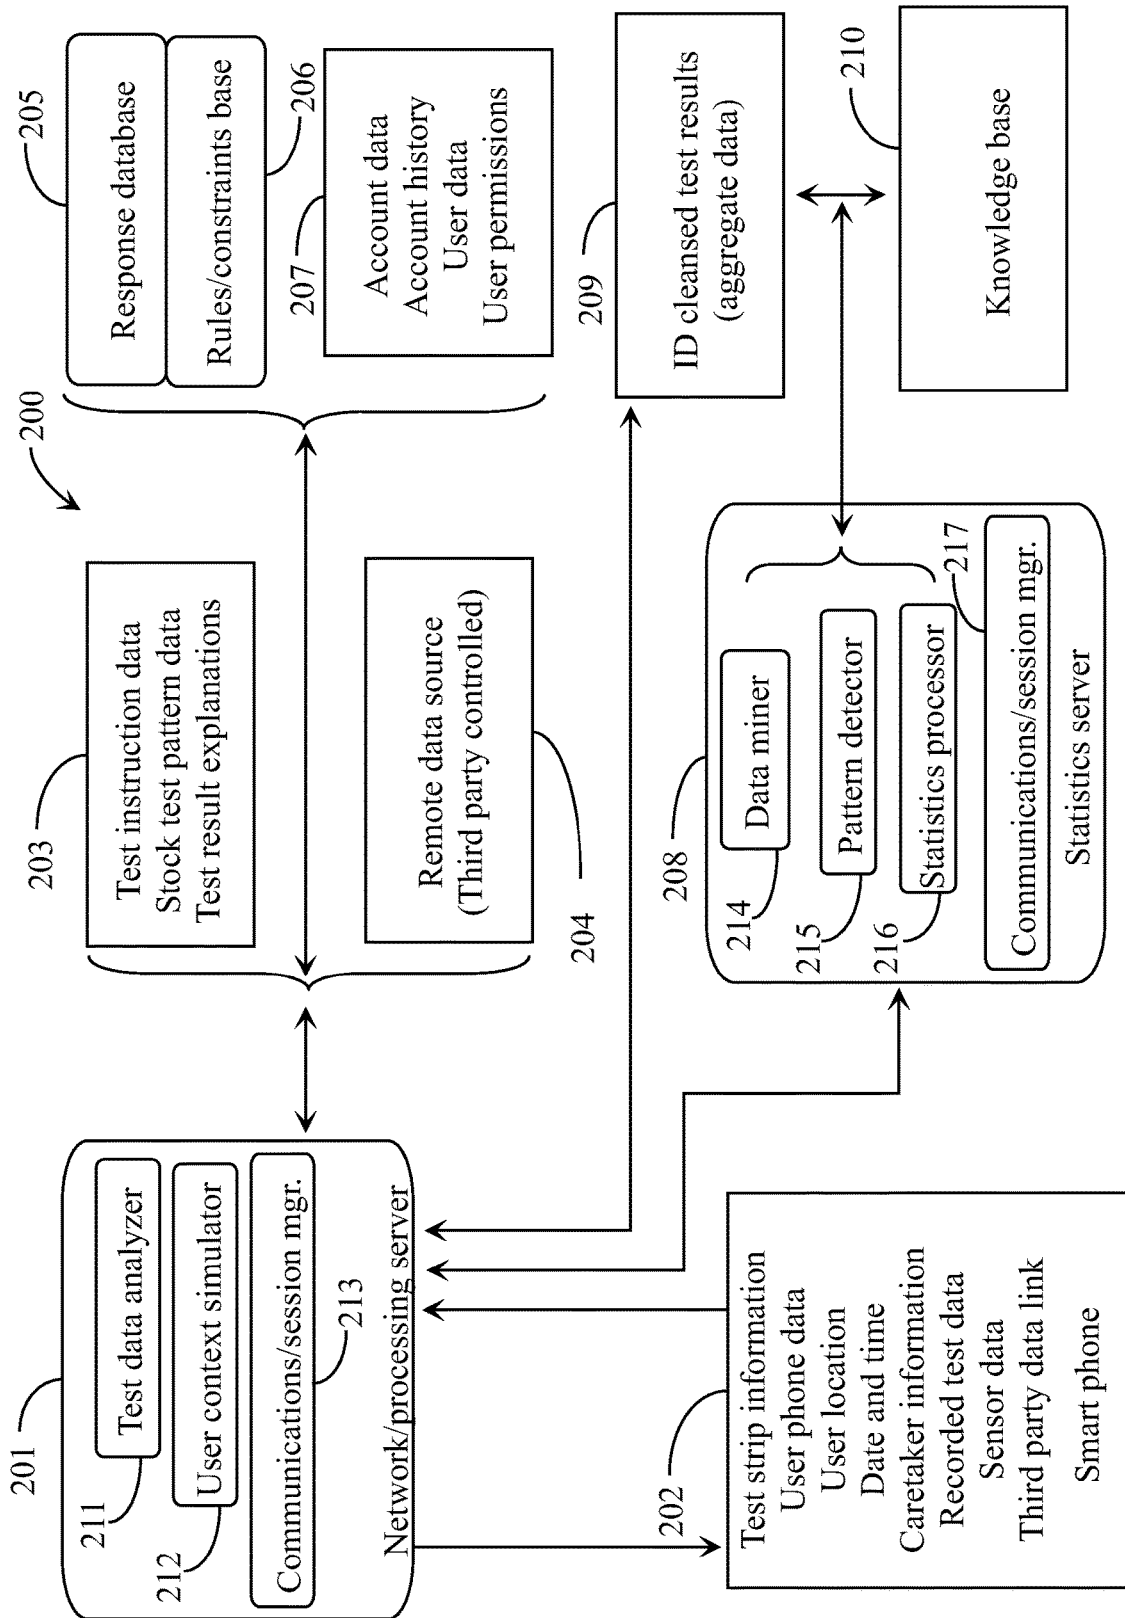 200
201
211
Test data analyzer
212
User context simulator
Communications/session mgr.
213
Network/processing server
203
Test instruction data
Stock test pattern data
Test result explanations
Remote data source
(Third party controlled)
204
205
Response database
Rules/constraints base
206
207
Account data
Account history
User data
User permissions
202
Test strip information
User phone data
User location
Date and time
Caretaker information
Recorded test data
Sensor data
Third party data link
Smart phone
208
214
Data miner
215
Pattern detector
216
Statistics processor
217
Communications/session mgr.
Statistics server
209
ID cleansed test results
(aggregate data)
210
Knowledge base